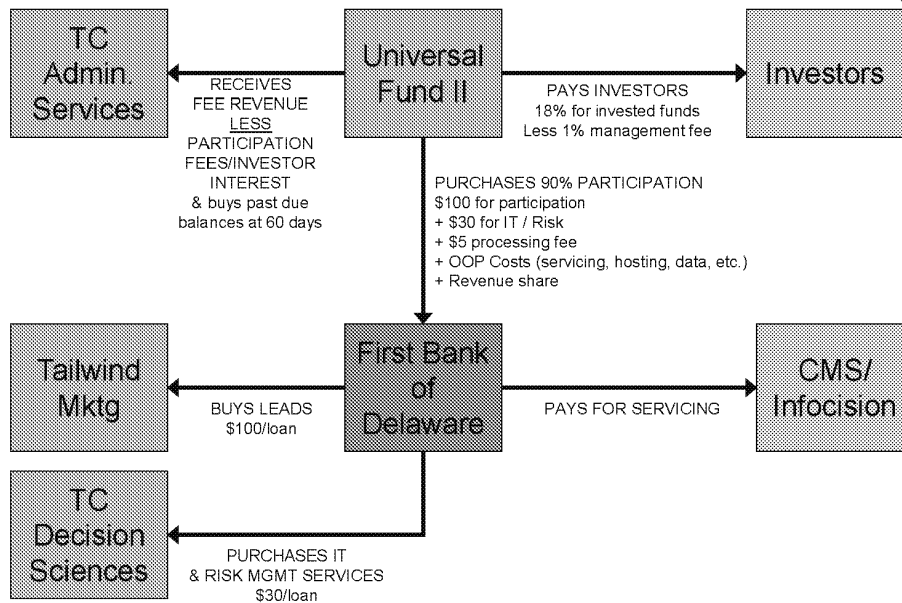 TC
Admin.
Services
Universal
Fund II
Investors
RECEIVES
FEE REVENUE
LESS
PARTICIPATION
FEES/INVESTOR
INTEREST
& buys past due
balances at 60 days
PAYS INVESTORS
18% for invested funds
Less 1% management fee
PURCHASES 90% PARTICIPATION
$100 for participation
+ $30 for IT / Risk
+ $5 processing fee
+ OOP Costs (servicing, hosting, data, etc.)
+ Revenue share
Tailwind
Mktg
First Bank
of
Delaware
CMS/
Infocision
BUYS LEADS
$100/loan
PAYS FOR SERVICING
TC
Decision
Sciences
PURCHASES IT
& RISK MGMT SERVICES
$30/loan